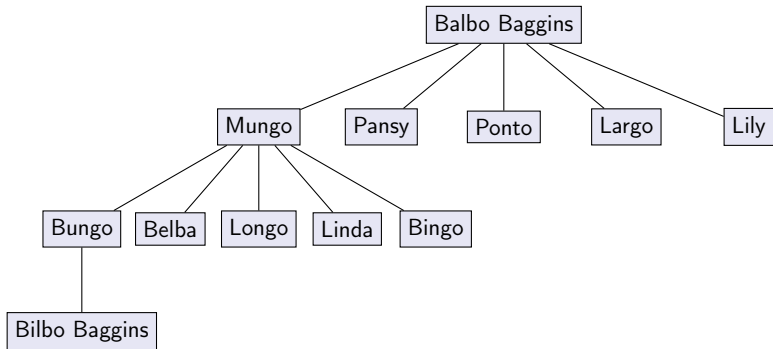 Balbo Baggins
Mungo
Pansy
Ponto
Largo
Lily
Bungo
Belba
Longo
Linda
Bingo
Bilbo Baggins